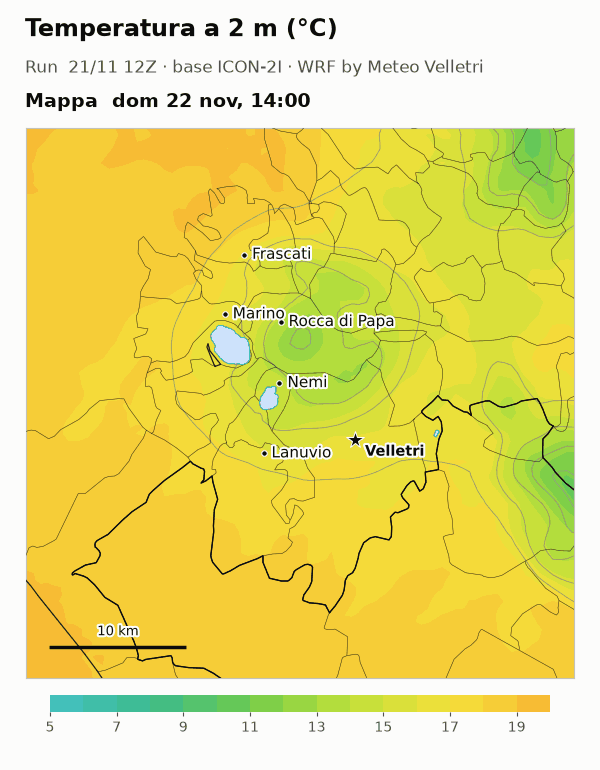 Temperatura a 2 m (°C)
Run  21/11 12Z · base ICON-2I · WRF by Meteo Velletri
Mappa  dom 22 nov, 14:00
Frascati
Marino
Rocca di Papa
Nemi
Velletri
Lanuvio
10 km
5 7 9 11 13 15 17 19